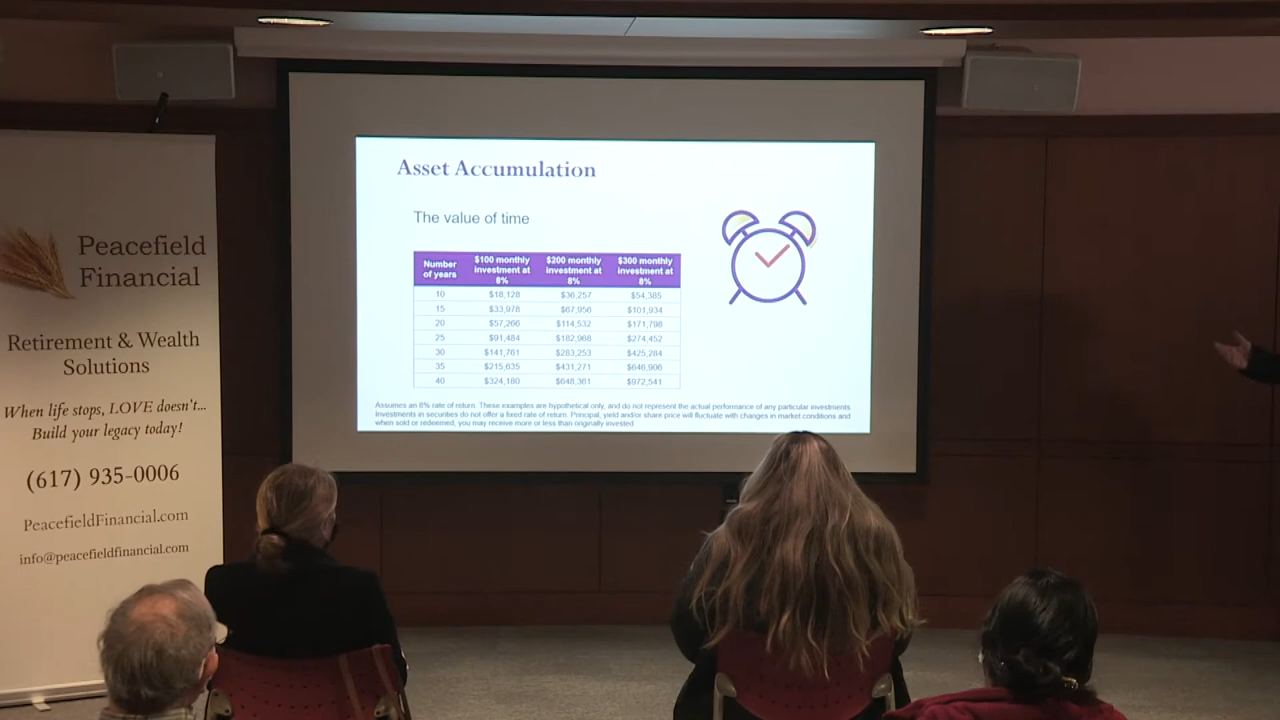 Peacefield
Financial
Retirement & Wealth
Solutions
When life stops, LOVE doesn't...
Build your legacy today!
(617) 935-0006
PeacefieldFinancial.com
info@peacefieldfinancial.com
Asset Accumulation
The value of time
Number of years $100 monthly investment at 8% $200 monthly investment at 8% $300 monthly investment at 8%
10 $18,128 $36,257 $54,385
15 $33,978 $67,956 $101,934
20 $57,266 $114,532 $171,798
25 $91,484 $182,968 $274,452
30 $141,761 $283,253 $425,284
35 $215,635 $431,271 $646,906
40 $324,180 $648,361 $972,541
Assumes an 8% rate of return. These examples are hypothetical only, and do not represent the actual performance of any particular investments.
Investments in securities do not offer a fixed rate of return. Principal, yield and/or share price will fluctuate with changes in market conditions and
when sold or redeemed, you may receive more or less than originally invested